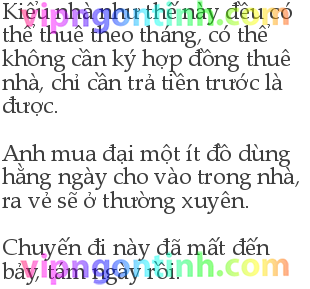 Kiểu nhà như thế này đều có
thể thuê theo tháng, có thể
không cần ký hợp đồng thuê
nhà, chỉ cần trả tiền trước là
được.
Anh mua đại một ít đồ dùng
hằng ngày cho vào trong nhà,
ra vẻ sẽ ở thường xuyên.
Chuyến đi này đã mất đến
bảy, tám ngày rồi.
vipngontinh.com
vipngontinh.com
vipngontinh.com